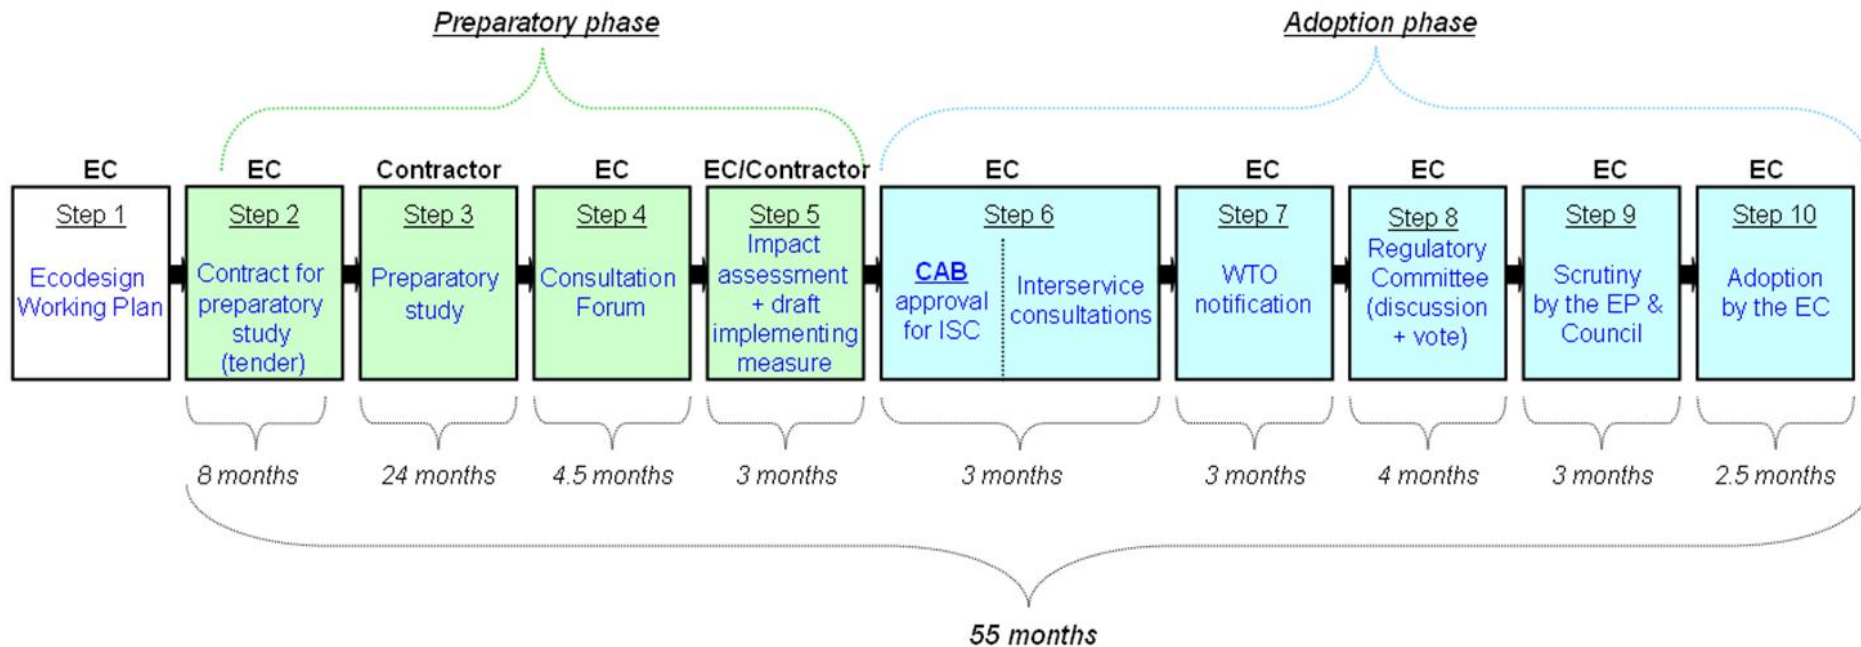 Preparatory phase
Adoption phase
EC
Step 1
Ecodesign
Working Plan
EC
Step 2
Contract for
preparatory
study
(tender)
8 months
Contractor
Step 3
Preparatory
study
24 months
EC
Step 4
Consultation
Forum
4.5 months
EC/Contractor
Step 5
Impact
assessment
+ draft
implementing
measure
3 months
EC
Step 6
CAB
approval
for ISC
Interservice
consultations
3 months
EC
Step 7
WTO
notification
3 months
EC
Step 8
Regulatory
Committee
(discussion
+ vote)
4 months
EC
Step 9
Scrutiny
by the EP &
Council
3 months
EC
Step 10
Adoption
by the EC
2.5 months
55 months